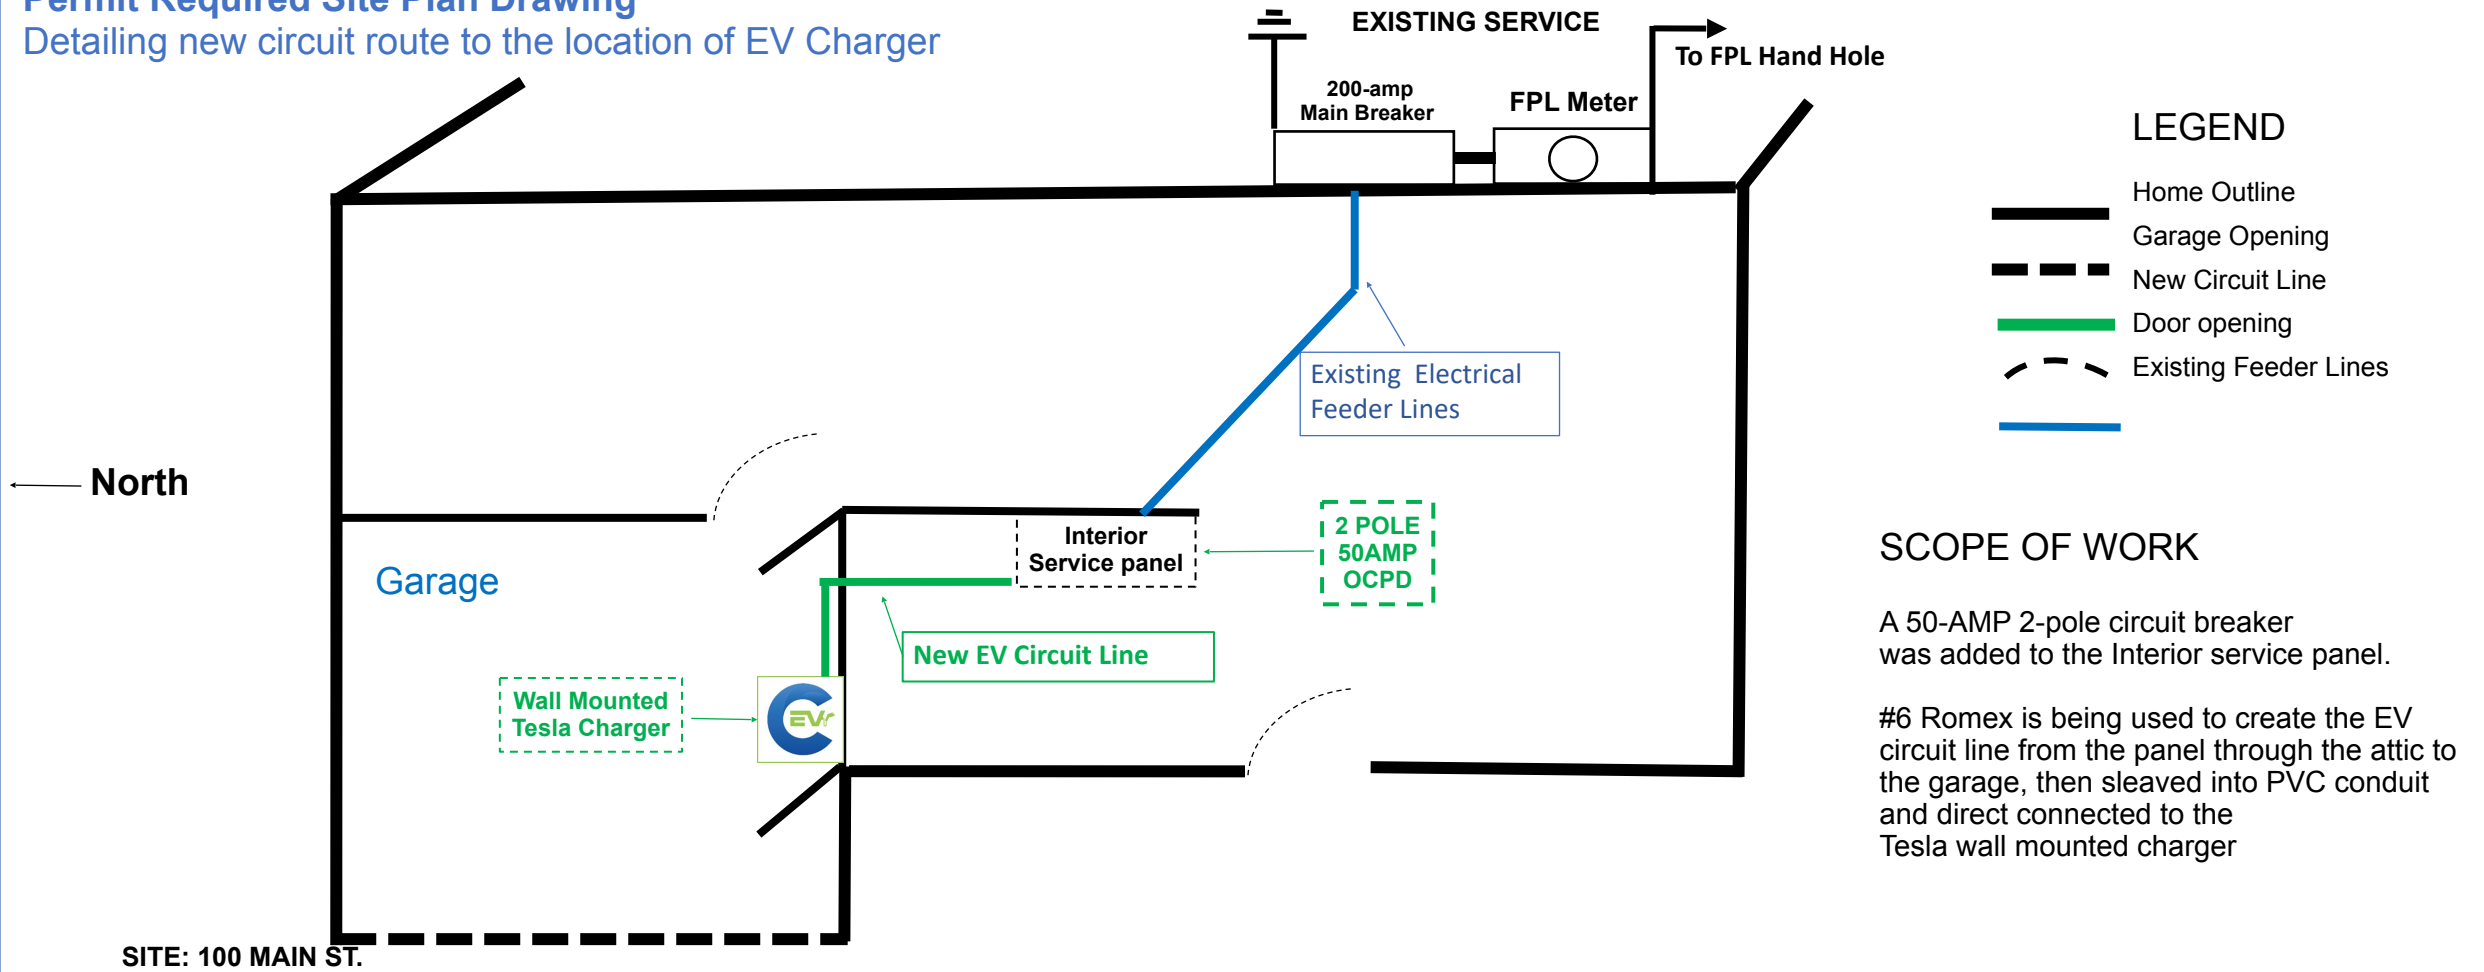 Permit Required Site Plan Drawing
Detailing new circuit route to the location of EV Charger
EXISTING SERVICE
To FPL Hand Hole
200-amp
Main Breaker
FPL Meter
LEGEND
Home Outline
Garage Opening
New Circuit Line
Door opening
Existing Feeder Lines
Existing Electrical
Feeder Lines
North
Interior
Service panel
2 POLE
50AMP
OCPD
Garage
New EV Circuit Line
Wall Mounted
Tesla Charger
EVr
SCOPE OF WORK
A 50-AMP 2-pole circuit breaker
was added to the Interior service panel.
#6 Romex is being used to create the EV
circuit line from the panel through the attic to
the garage, then sleaved into PVC conduit
and direct connected to the
Tesla wall mounted charger
SITE: 100 MAIN ST.